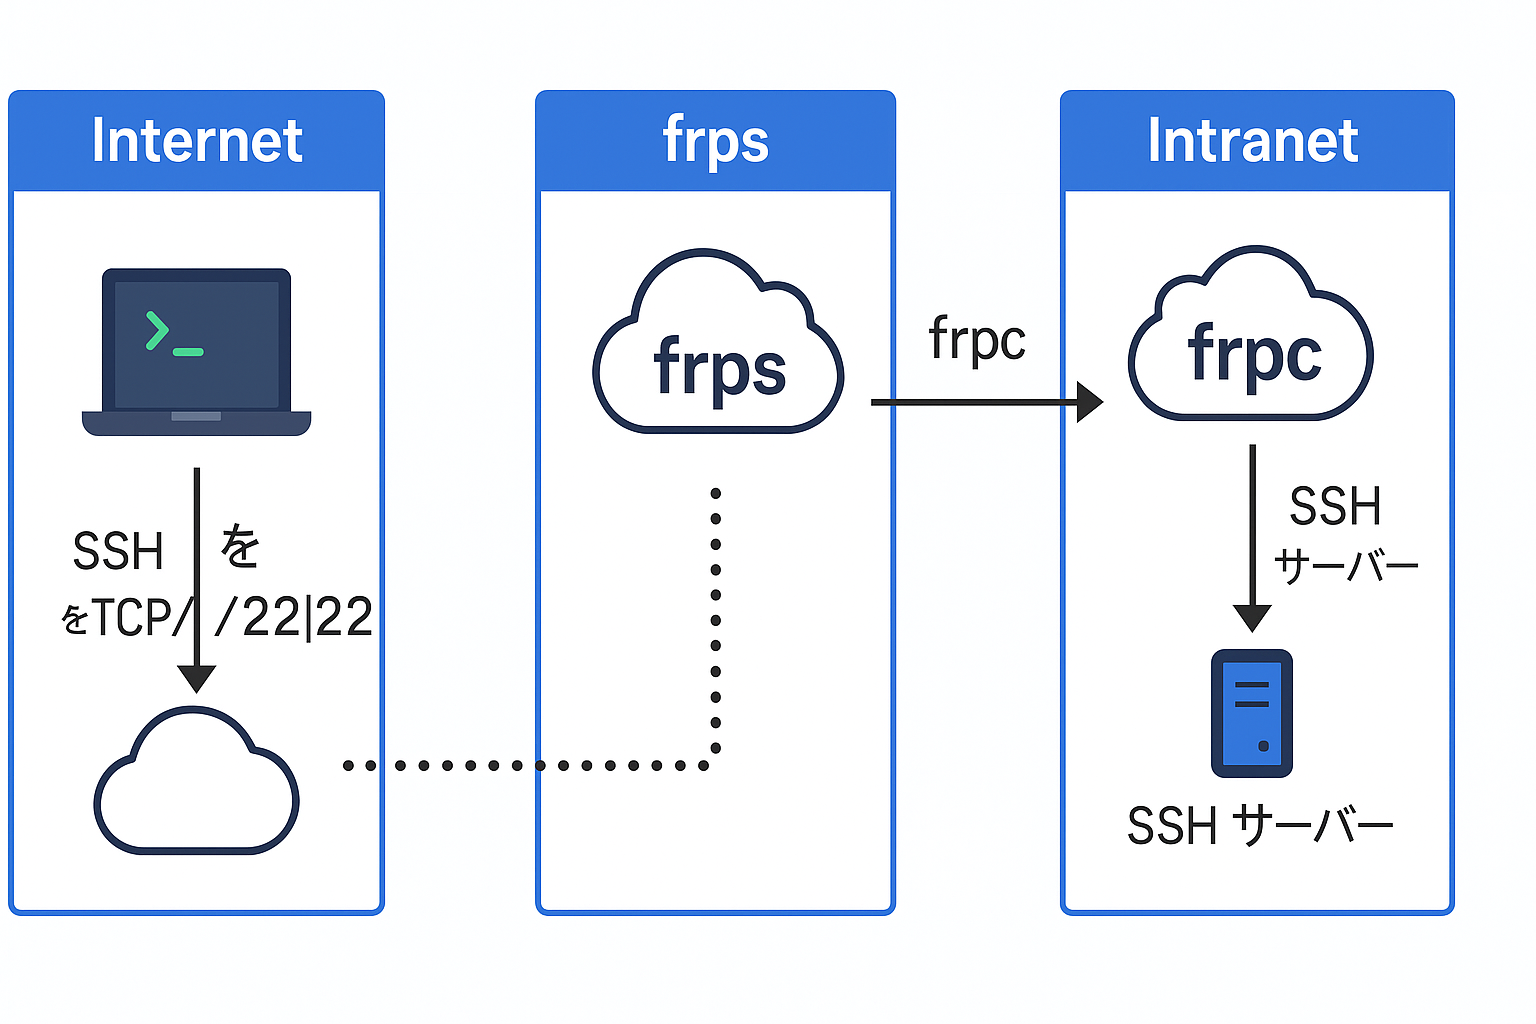 Internet
SSH を
をTCP/ /22|22
frps
frps
frpc
Intranet
frpc
SSH
サーバー
SSH サーバー